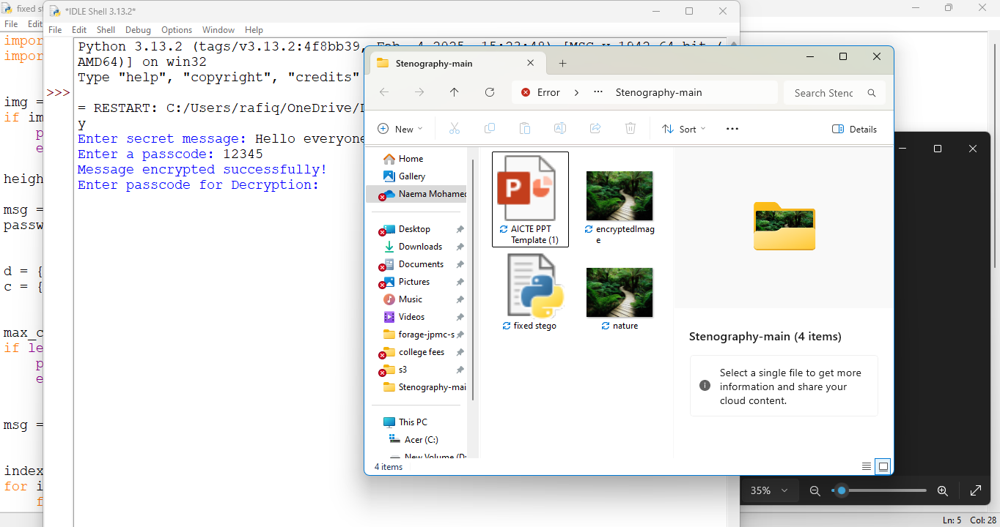 fixed st
*IDLE Shell 3.13.2*
File Edit
File Edit Shell Debug Options Window Help
impor
impor
img =
if im
p
e
heigh
msg =
passw
d = {
c = {
max_c
if le
p
e
msg =
index
for i
f
Python 3.13.2 (tags/v3.13.2:4f8bb39, Feb 4 2025, 15:23:48) [MSC v.1942 64 bit (
AMD64)] on win32
Type "help", "copyright", "credits"
>>>
= RESTART: C:/Users/rafiq/OneDrive/
y
Enter secret message: Hello everyone
Enter a passcode: 12345
Message encrypted successfully!
Enter passcode for Decryption:
Stenography-main
Error > ... Stenography-main
Search Stenc
New
Sort
...
Details
Home
Gallery
Naema Mohamed
Desktop
Downloads
Documents
Pictures
Music
Videos
forage-jpmc-s
college fees
s3
Stenography-mai
This PC
Acer (C:)
New Volume (D:
AICTE PPT
Template (1)
encryptedImag
e
fixed stego
nature
Stenography-main (4 items)
Select a single file to get more
information and share your
cloud content.
4 items
35%
Ln: 5 Col: 28